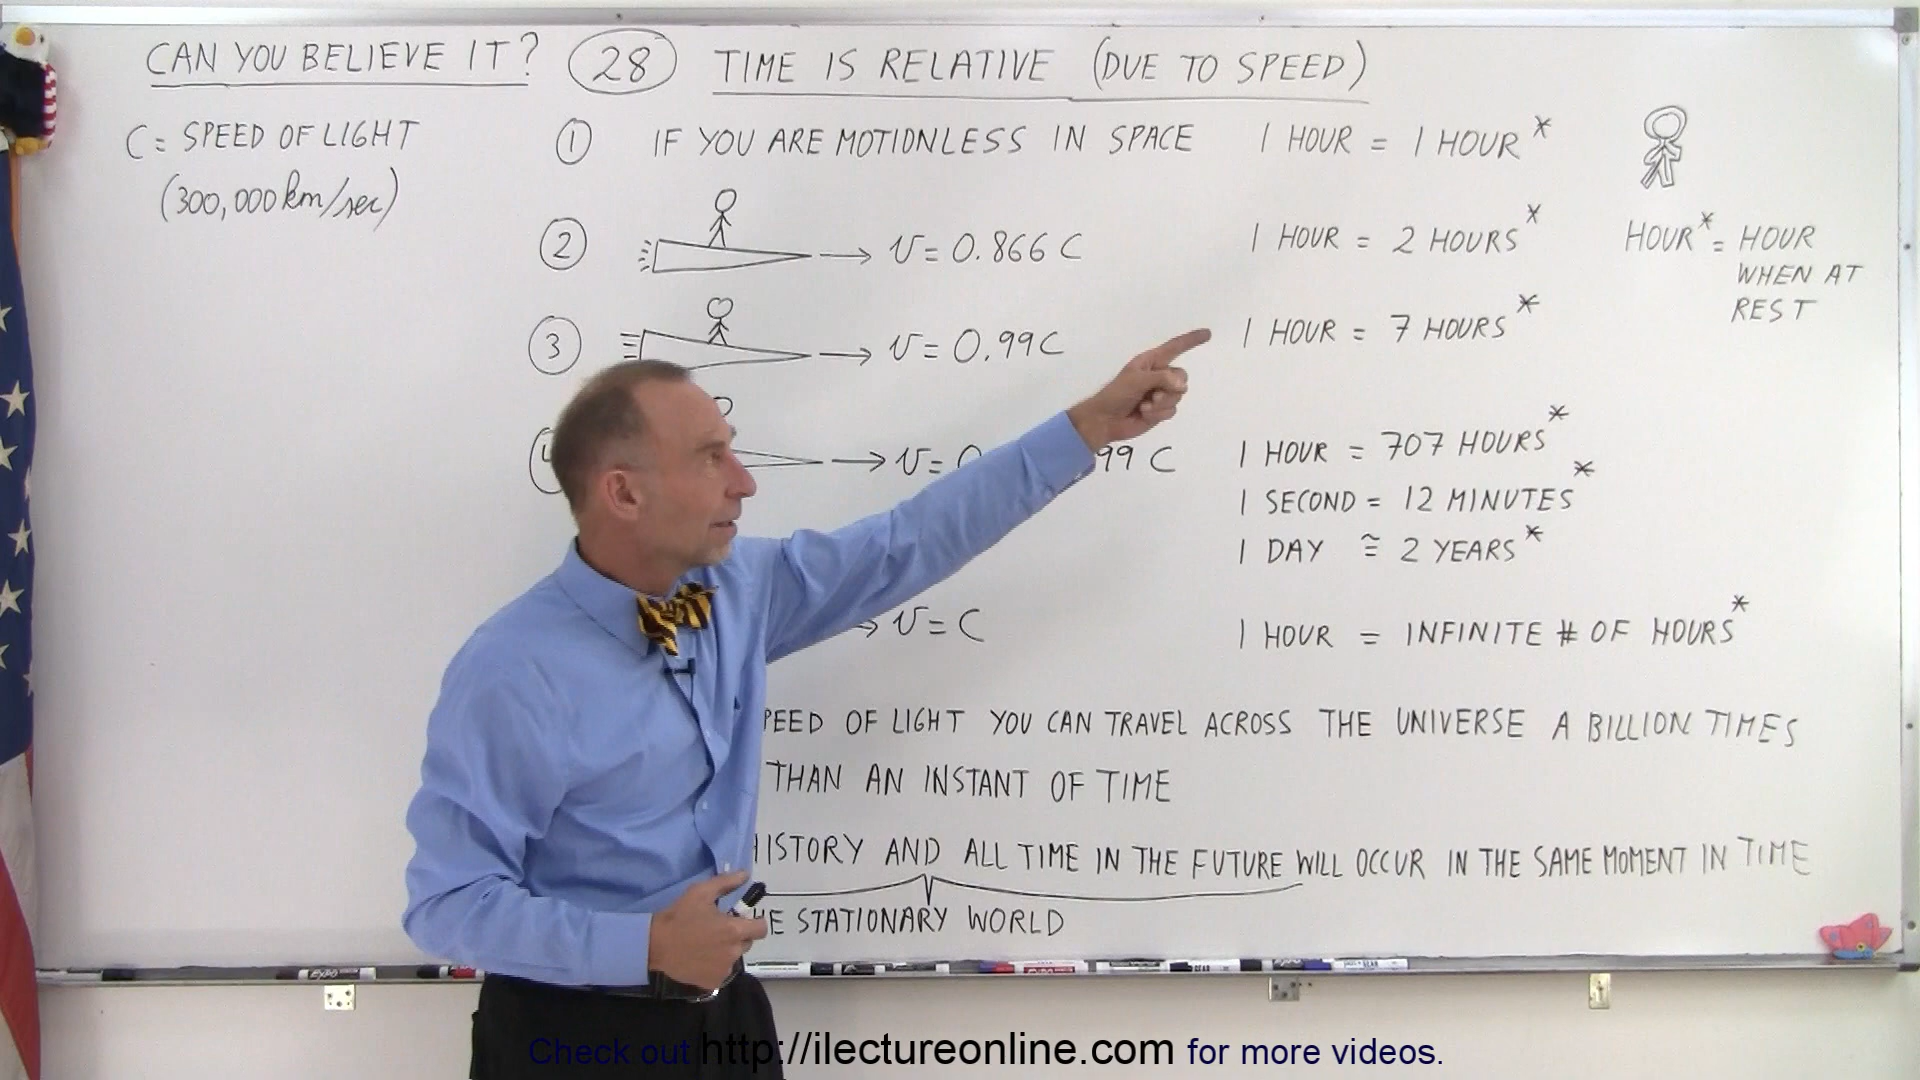 CAN YOU BELIEVE IT? 28 TIME IS RELATIVE (DUE TO SPEED)
C = SPEED OF LIGHT
(300,000 km/sec)
1 IF YOU ARE MOTIONLESS IN SPACE 1 HOUR = 1 HOUR*
2 → v = 0.866 C 1 HOUR = 2 HOURS*
HOUR* = HOUR
WHEN AT
REST
3 → v = 0.99 C 1 HOUR = 7 HOURS*
→ v = 99 C 1 HOUR = 707 HOURS*
1 SECOND = 12 MINUTES*
1 DAY ≅ 2 YEARS*
→ v = C 1 HOUR = INFINITE # OF HOURS*
OF LIGHT YOU CAN TRAVEL ACROSS THE UNIVERSE A BILLION TIMES
THAN AN INSTANT OF TIME
HISTORY AND ALL TIME IN THE FUTURE WILL OCCUR IN THE SAME MOMENT IN TIME
STATIONARY WORLD
EXPO
Check out http://ilectureonline.com for more videos.